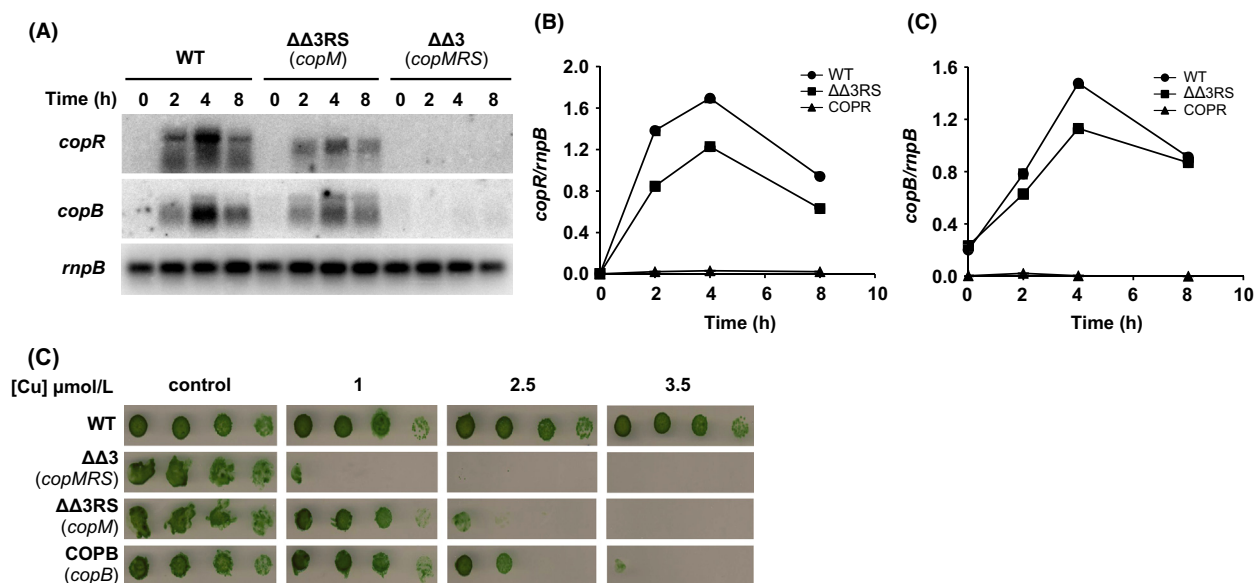 (A)
WT
ΔΔ3RS
(copM)
ΔΔ3
(copMRS)
Time (h) 0 2 4 8 0 2 4 8 0 2 4 8
copR
copB
rnpB
(B)
copR/rnpB
2.0
1.6
1.2
0.8
0.4
0.0
0 2 4 6 8 10
Time (h)
WT
ΔΔ3RS
COPR
(C)
copB/rnpB
1.6
1.2
0.8
0.4
0.0
0 2 4 6 8 10
Time (h)
WT
ΔΔ3RS
COPR
(C)
[Cu] µmol/L control 1 2.5 3.5
WT
ΔΔ3
(copMRS)
ΔΔ3RS
(copM)
COPB
(copB)